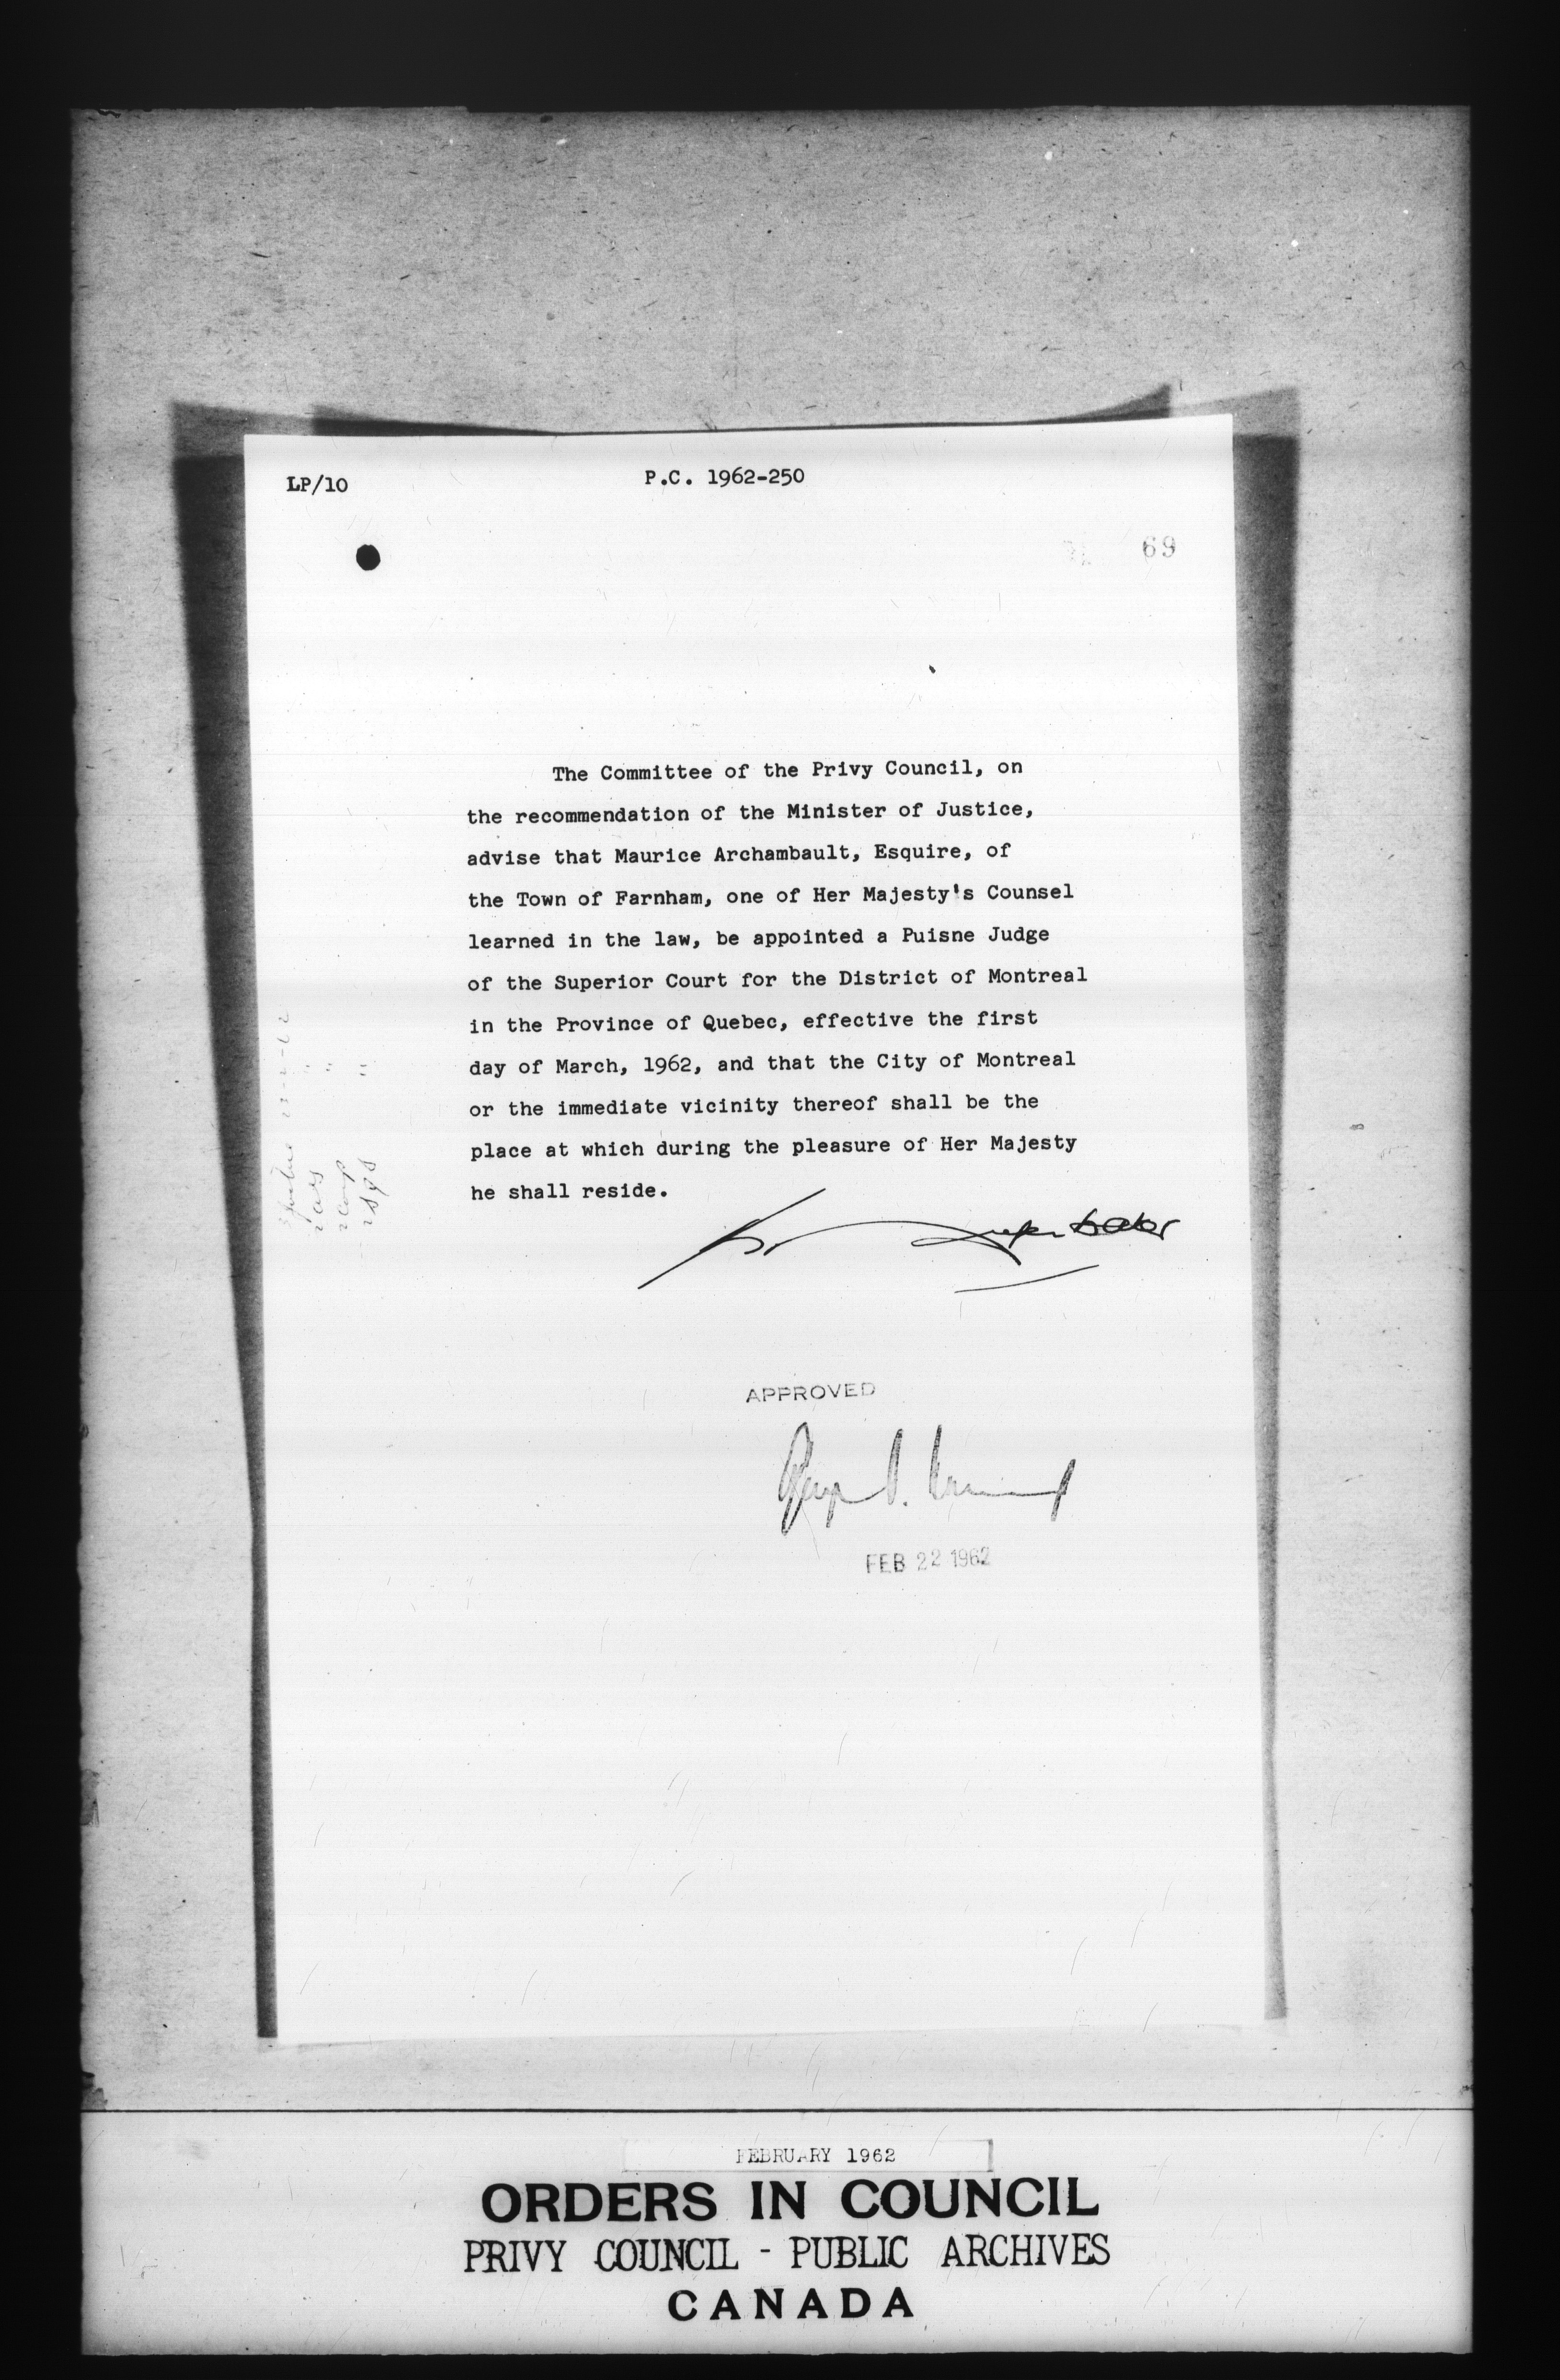 LP/10
P.C. 1962-250
69
The Committee of the Privy Council, on
the recommendation of the Minister of Justice,
advise that Maurice Archambault, Esquire, of
the Town of Farnham, one of Her Majesty's Counsel
learned in the law, be appointed a Puisne Judge
of the Superior Court for the District of Montreal
in the Province of Quebec, effective the first
day of March, 1962, and that the City of Montreal
or the immediate vicinity thereof shall be the
place at which during the pleasure of Her Majesty
he shall reside.
APPROVED
FEB 22 1962
FEBRUARY 1962
ORDERS IN COUNCIL
PRIVY COUNCIL - PUBLIC ARCHIVES
CANADA